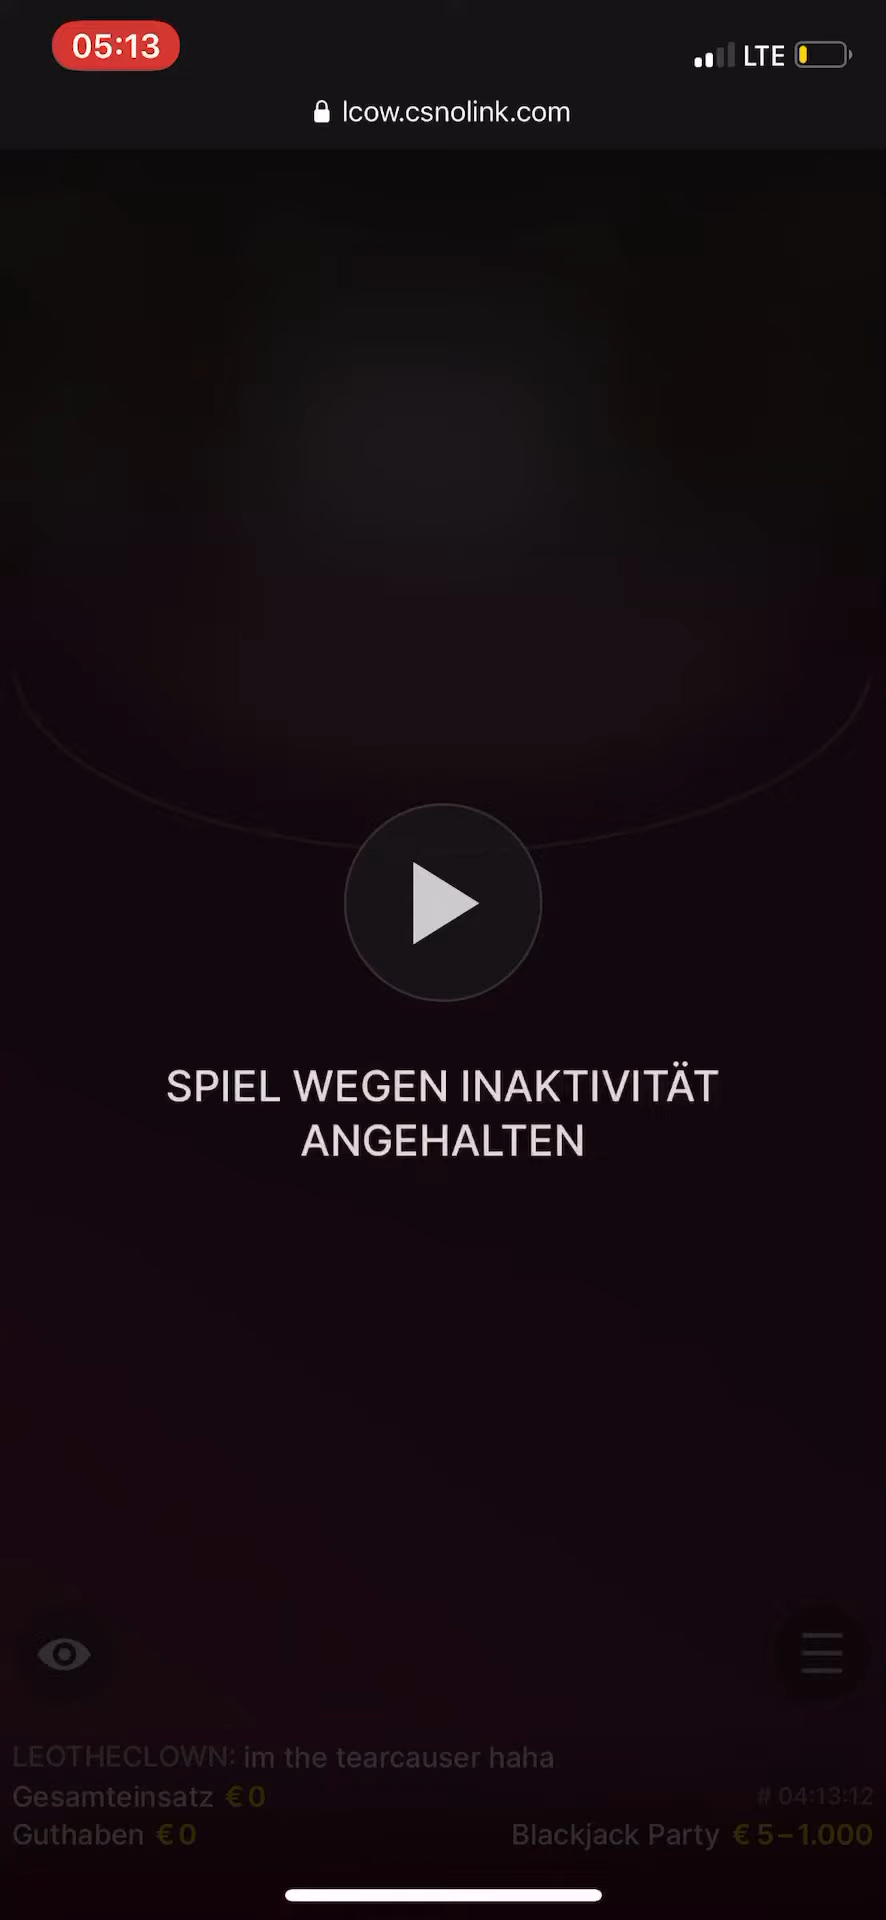 05:13
LTE
lcow.csnolink.com
SPIEL WEGEN INAKTIVITÄT
ANGEHALTEN
LEOTHECLOWN: im the tearcauser haha
Gesamteinsatz € 0
# 04:13:12
Guthaben € 0
Blackjack Party € 5–1.000